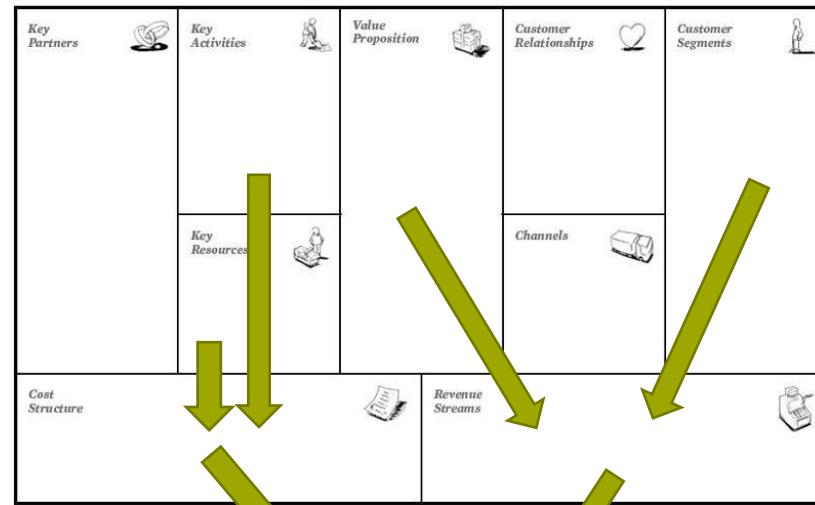 Key
Partners
Key
Activities
Value
Proposition
Customer
Relationships
Customer
Segments
Key
Resources
Channels
Cost
Structure
Revenue
Streams